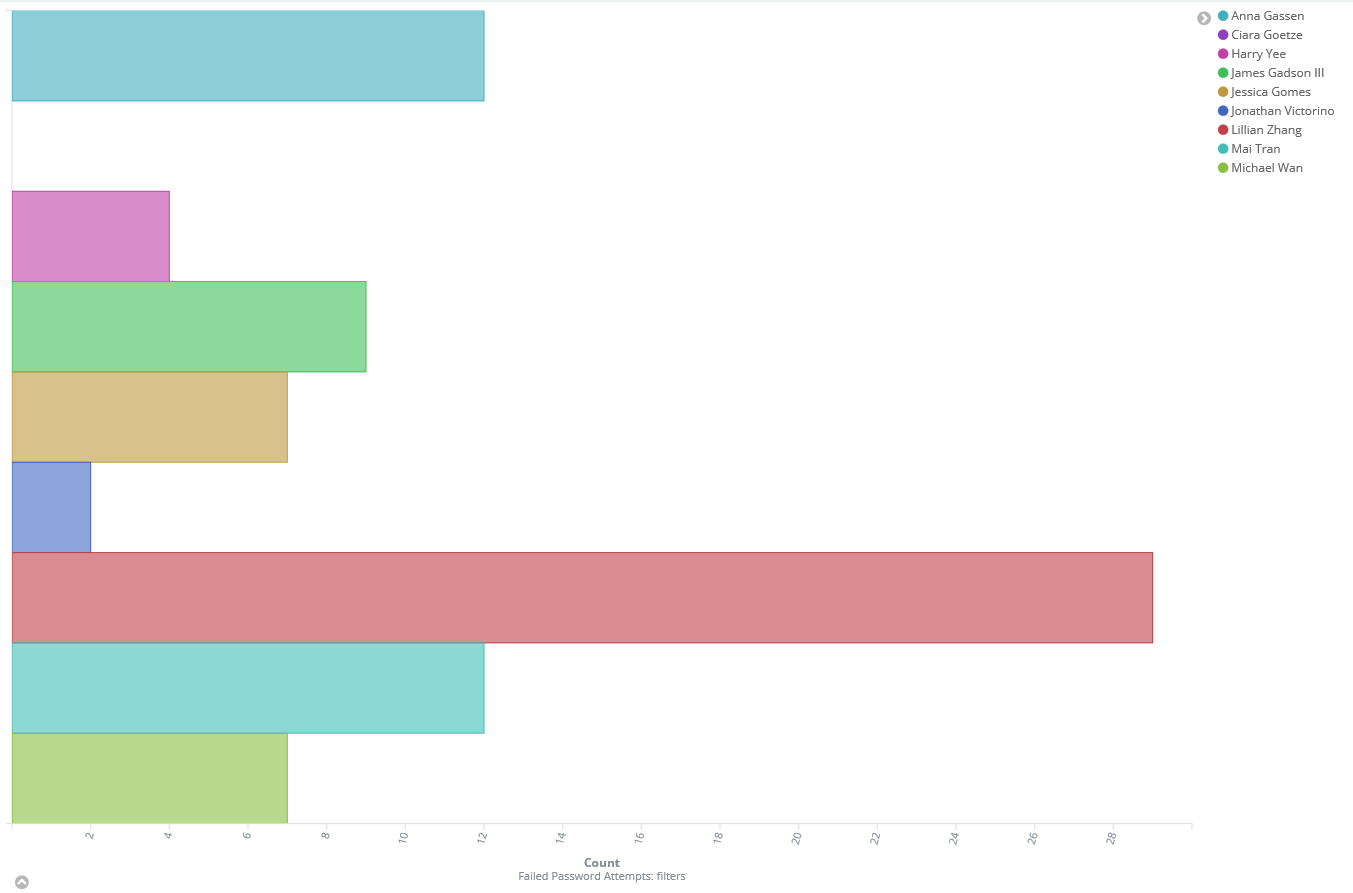 Anna Gassen
Ciara Goetze
Harry Yee
James Gadson III
Jessica Gomes
Jonathan Victorino
Lillian Zhang
Mai Tran
Michael Wan
2 4 6 8 10 12 14 16 18 20 22 24 26 28
Count
Failed Password Attempts: filters